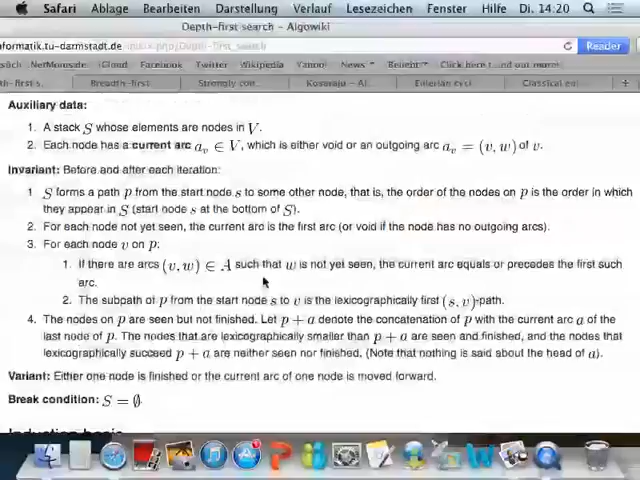 Safari Ablage Bearbeiten Darstellung Verlauf Lesezeichen Fenster Hilfe Di. 14:20
Depth-first search – Algowiki
nformatik.tu-darmstadt.de Reader
NetMonosde iCloud Facebook Twitter Wikipedia Yahoo! News Beliebt
Breadth-first Strongly con… Kosaraju – Al… Eulerian cycl Classical ed
Auxiliary data:
1. A stack S whose elements are nodes in V.
2. Each node has a current arc a_v ∈ V, which is either void or an outgoing arc a_v = (v, w) of v.
Invariant: Before and after each iteration:
1 S forms a path p from the start node s to some other node, that is, the order of the nodes on p is the order in which
they appear in S (start node s at the bottom of S).
2. For each node not yet seen, the current arc is the first arc (or void if the node has no outgoing arcs).
3. For each node v on p:
1. If there are arcs (v, w) ∈ A such that w is not yet seen, the current arc equals or precedes the first such
arc.
2. The subpath of p from the start node s to v is the lexicographically first (s, v)-path.
4. The nodes on p are seen but not finished. Let p + a denote the concatenation of p with the current arc a of the
last node of p. The nodes that are lexicographically smaller than p + a are seen and finished, and the nodes that
lexicographically succeed p + a are neither seen nor finished. (Note that nothing is said about the head of a).
Variant: Either one node is finished or the current arc of one node is moved forward.
Break condition: S = ∅.
Induction basis